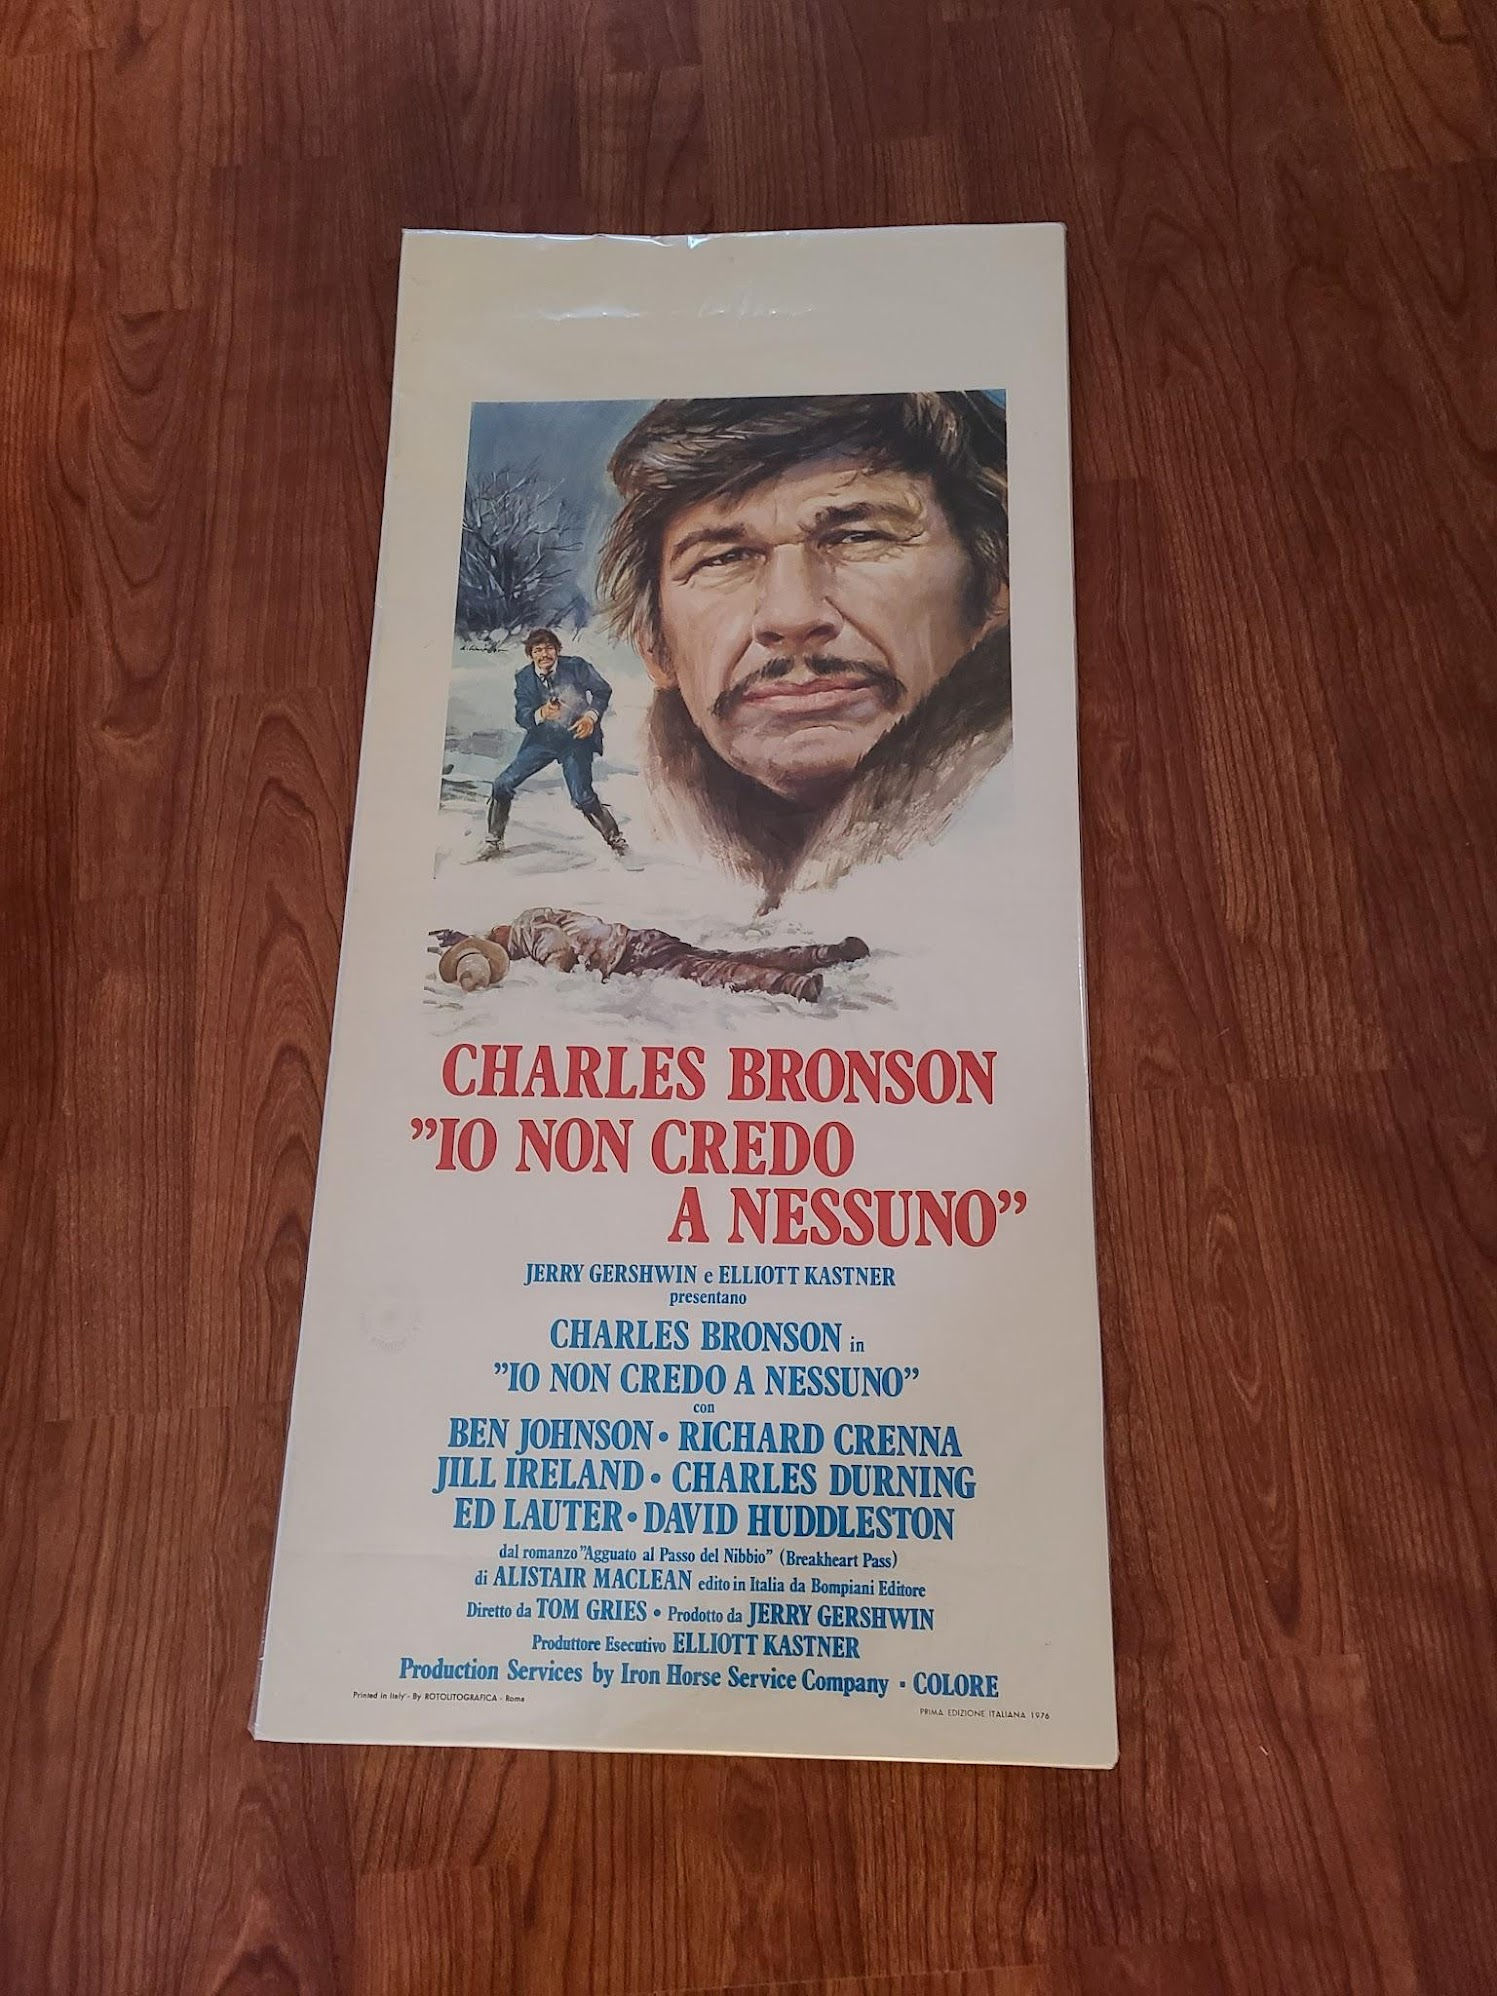 CHARLES BRONSON
”IO NON CREDO
A NESSUNO”
JERRY GERSHWIN e ELLIOTT KASTNER
presentano
CHARLES BRONSON in
”IO NON CREDO A NESSUNO”
con
BEN JOHNSON • RICHARD CRENNA
JILL IRELAND • CHARLES DURNING
ED LAUTER • DAVID HUDDLESTON
dal romanzo ”Agguato al Passo del Nibbio” (Breakheart Pass)
di ALISTAIR MACLEAN edito in Italia da Bompiani Editore
Diretto da TOM GRIES • Prodotto da JERRY GERSHWIN
Produttore Esecutivo ELLIOTT KASTNER
Production Services by Iron Horse Service Company • COLORE
Printed in Italy - By ROTOLITOGRAFICA - Roma
PRIMA EDIZIONE ITALIANA 1976